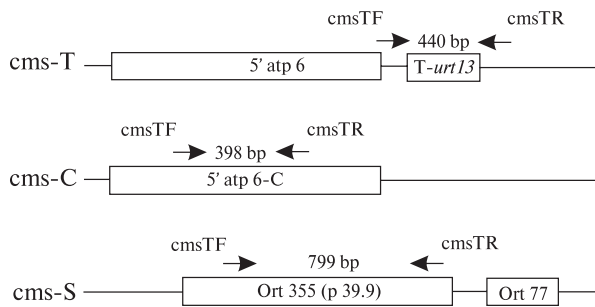 cmsTF cmsTR
440 bp
cms-T 5' atp 6 T-urt13
cmsTF cmsTR
398 bp
cms-C 5' atp 6-C
cmsTF cmsTR
799 bp
cms-S Ort 355 (p 39.9) Ort 77